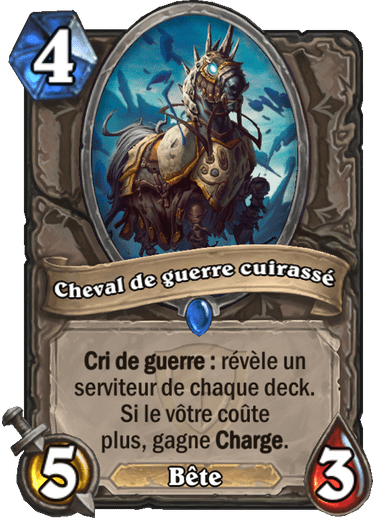 4
Cheval de guerre cuirassé
Cri de guerre : révèle un
serviteur de chaque deck.
Si le vôtre coûte
plus, gagne Charge.
5
Bête
3